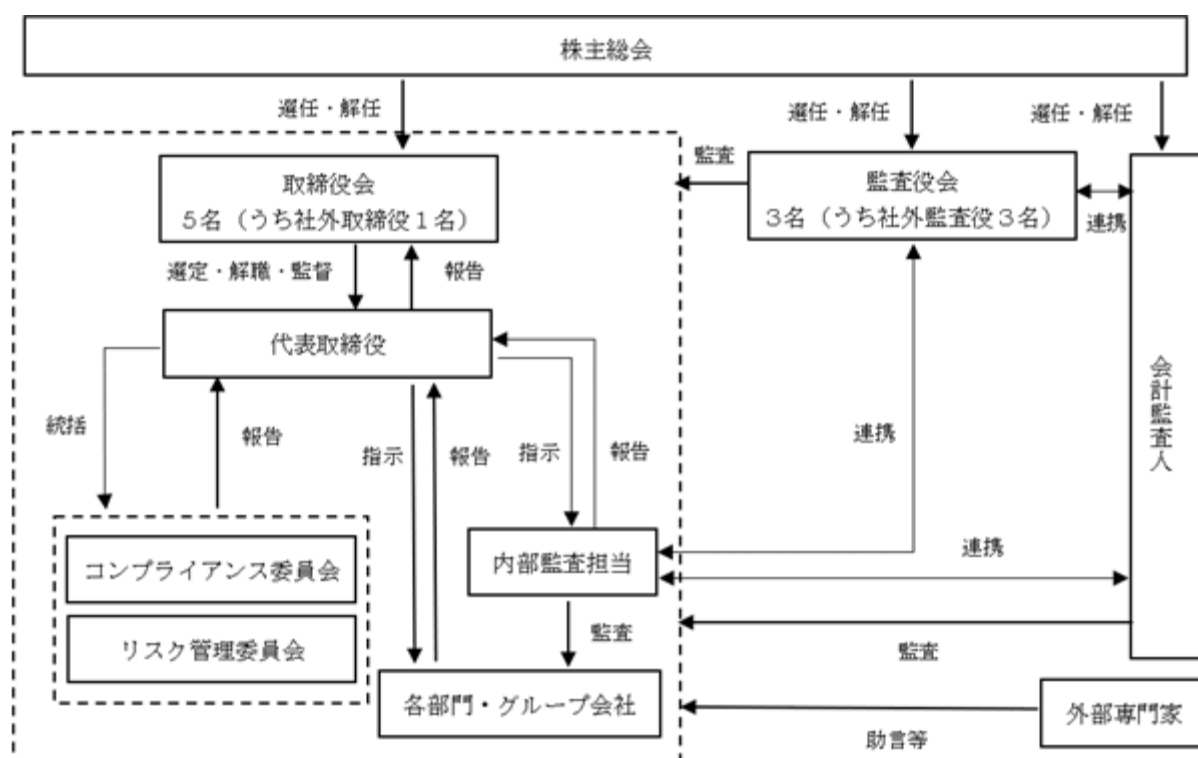 株主総会
選任・解任
選任・解任
選任・解任
取締役会
5名（うち社外取締役1名）
監査
監査役会
3名（うち社外監査役3名）
連携
選定・解職・監督
報告
代表取締役
会計監査人
統括
報告
指示
報告
指示
報告
連携
コンプライアンス委員会
リスク管理委員会
内部監査担当
連携
監査
監査
各部門・グループ会社
外部専門家
助言等